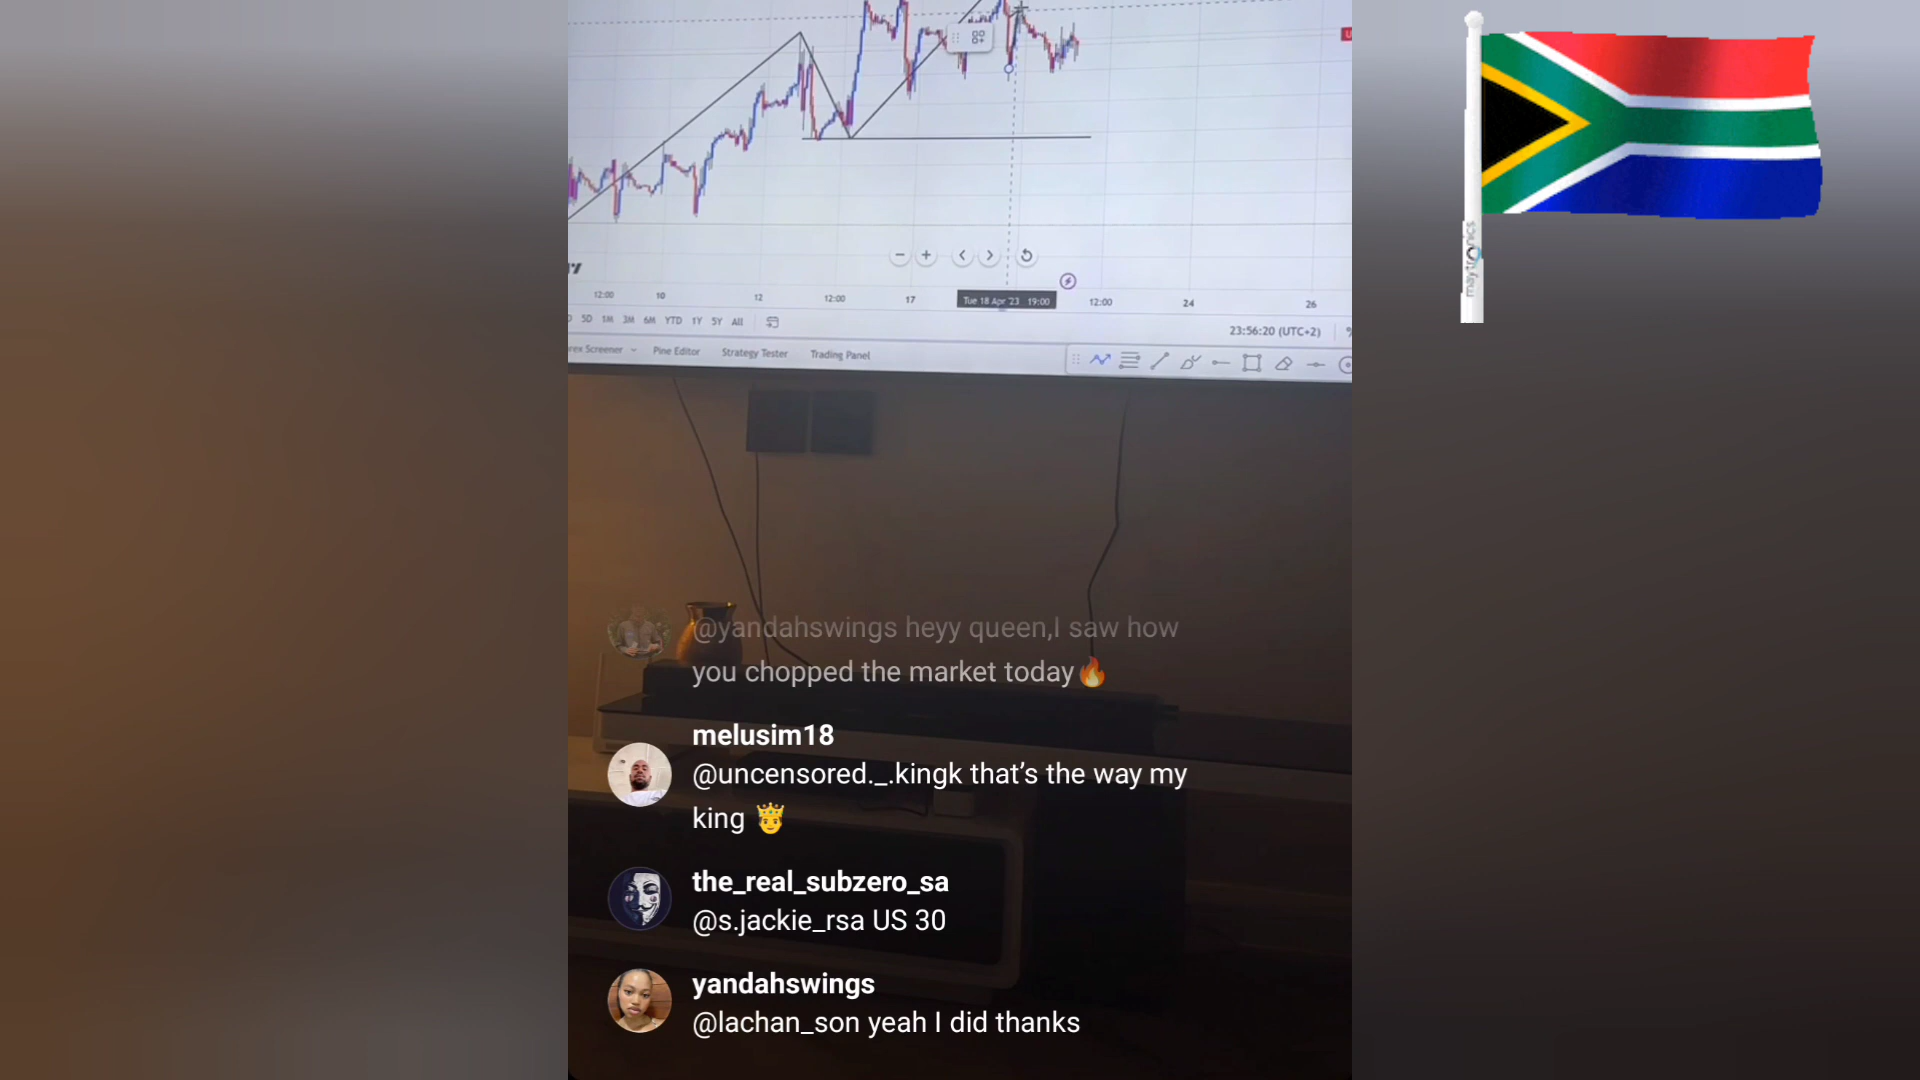 12:00 10 12 12:00 17 Tue 18 Apr '23 19:00 12:00 24 26
5D 1M 3M 6M YTD 1Y 5Y All
23:56:20 (UTC+2)
Screener Pine Editor Strategy Tester Trading Panel
maytronics
@yandahswings heyy queen,I saw how
you chopped the market today🔥
melusim18
@uncensored._.kingk that's the way my
king 🤴
the_real_subzero_sa
@s.jackie_rsa US 30
yandahswings
@lachan_son yeah I did thanks